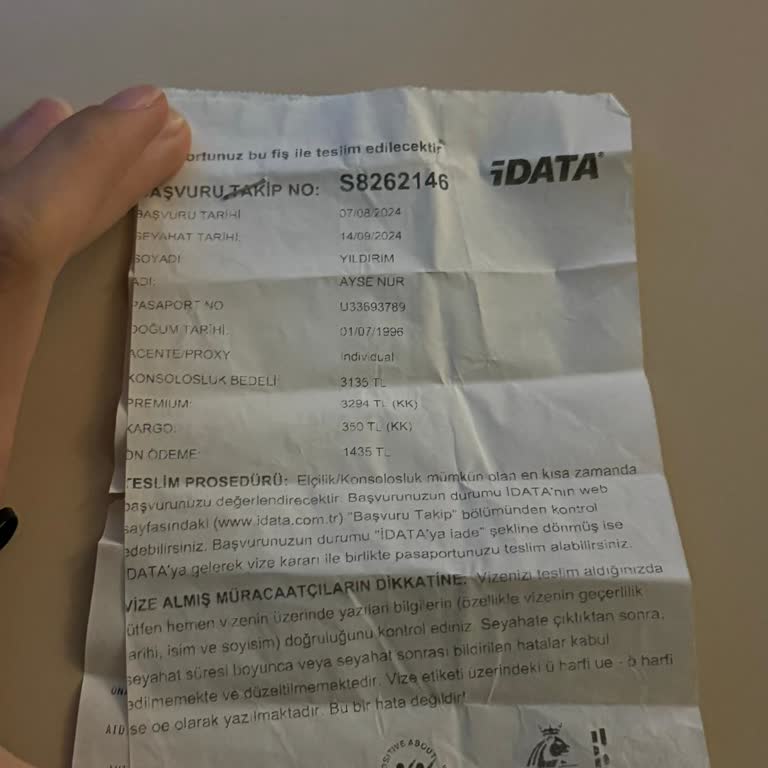 ortunuz bu fiş ile teslim edilecektir
iDATA
AŞVURU TAKİP NO: S8262146
BAŞVURU TARİHİ 07/08/2024
SEYAHAT TARİHİ: 14/09/2024
SOYADI YILDIRIM
ADI: AYSE NUR
PASAPORT NO U33693789
DOĞUM TARİHİ: 01/07/1996
ACENTE/PROXY Individual
KONSOLOSLUK BEDELİ 3135 TL
PREMIUM: 3294 TL (KK)
KARGO: 350 TL (KK)
ÖN ÖDEME: 1435 TL
TESLİM PROSEDÜRÜ: Elçilik/Konsolosluk mümkün olan en kısa zamanda
başvurunuzu değerlendirecektir. Başvurunuzun durumu İDATA'nın web
sayfasındaki (www.idata.com.tr) "Başvuru Takip" bölümünden kontrol
edebilirsiniz. Başvurunuzun durumu "İDATA'ya iade" şekline dönmüş ise
İDATA'ya gelerek vize kararı ile birlikte pasaportunuzu teslim alabilirsiniz.
VİZE ALMIŞ MÜRACAATÇILARIN DİKKATİNE: Vizenizi teslim aldığınızda
lütfen hemen vizenin üzerinde yazılan bilgilerin (özellikle vizenin geçerlilik
tarihi, isim ve soyisim) doğruluğunu kontrol ediniz. Seyahate çıktıktan sonra,
seyahat süresi boyunca veya seyahat sonrası bildirilen hatalar kabul
edilmemekte ve düzeltilmemektedir. Vize etiketi üzerindeki ü harfi ue - ö harfi
ise oe olarak yazılmaktadır. Bu bir hata değildir!
ÜN
AID
SITIVE ABOUT